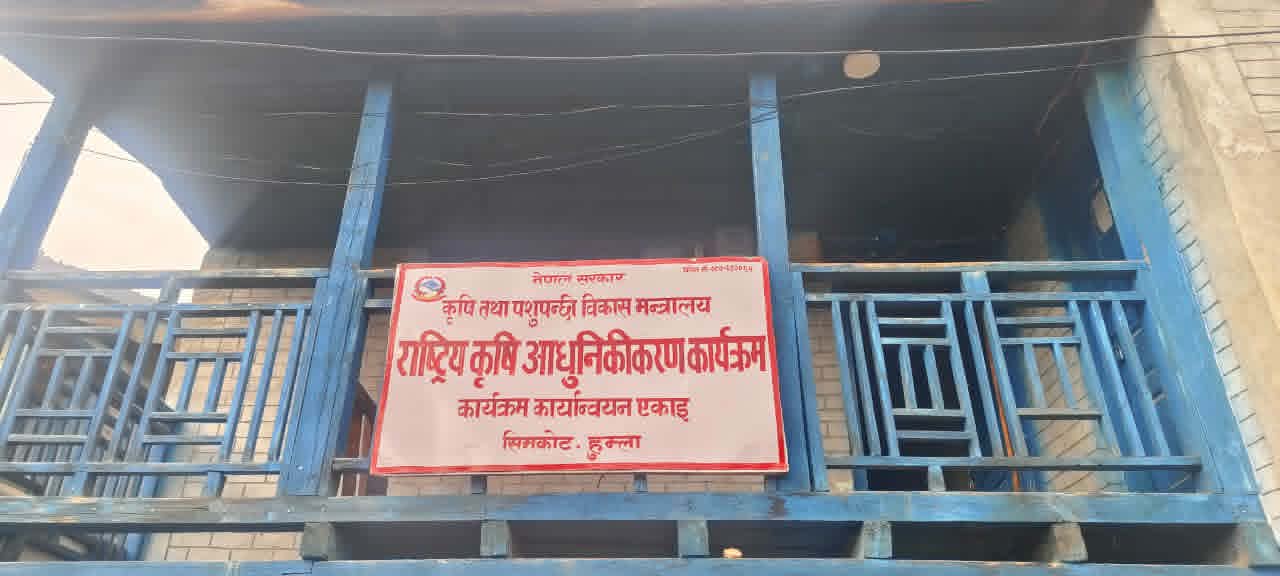 नेपाल सरकार
कृषि तथा पशुपन्छी विकास मन्त्रालय
राष्ट्रिय कृषि आधुनिकीकरण कार्यक्रम
कार्यक्रम कार्यान्वयन एकाइ
सिमकोट, हुम्ला